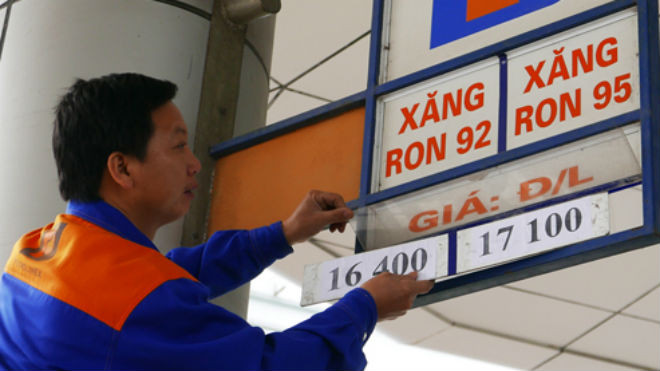 XĂNG
RON 92
XĂNG
RON 95
GIÁ: Đ/L
16 400
17 100